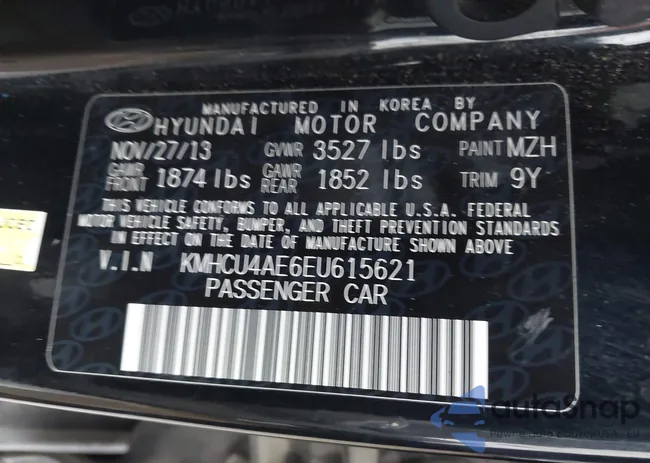 MANUFACTURED IN KOREA BY
HYUNDAI MOTOR COMPANY
NOV/27/13 GVWR 3527 lbs PAINT MZH
GAWR FRONT 1874 lbs GAWR REAR 1852 lbs TRIM 9Y
THIS VEHICLE CONFORMS TO ALL APPLICABLE U.S.A. FEDERAL
MOTOR VEHICLE SAFETY, BUMPER, AND THEFT PREVENTION STANDARDS
IN EFFECT ON THE DATE OF MANUFACTURE SHOWN ABOVE
V.I.N KMHCU4AE6EU615621
PASSENGER CAR
autoSnap